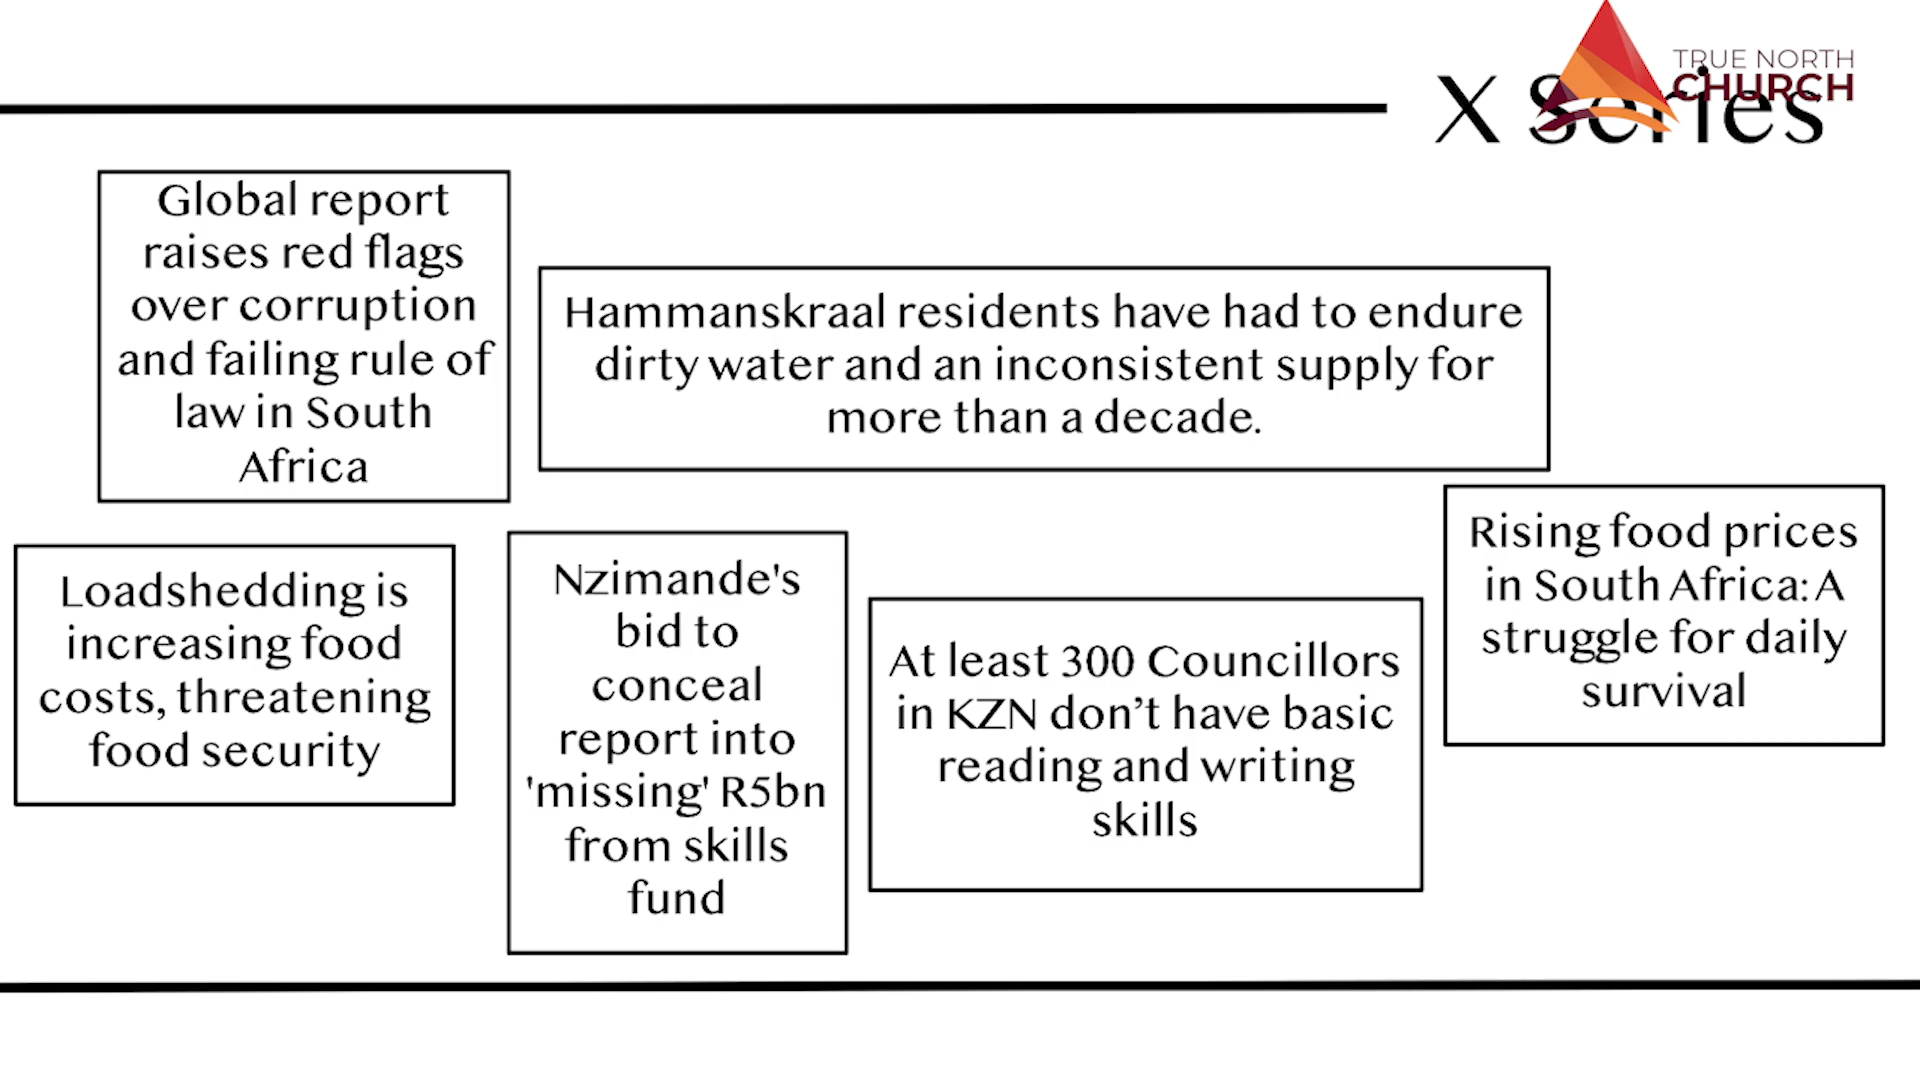 TRUE NORTH
CHURCH
X Series
Global report
raises red flags
over corruption
and failing rule of
law in South
Africa
Hammanskraal residents have had to endure
dirty water and an inconsistent supply for
more than a decade.
Rising food prices
in South Africa: A
struggle for daily
survival
Loadshedding is
increasing food
costs, threatening
food security
Nzimande's
bid to
conceal
report into
'missing' R5bn
from skills
fund
At least 300 Councillors
in KZN don’t have basic
reading and writing
skills